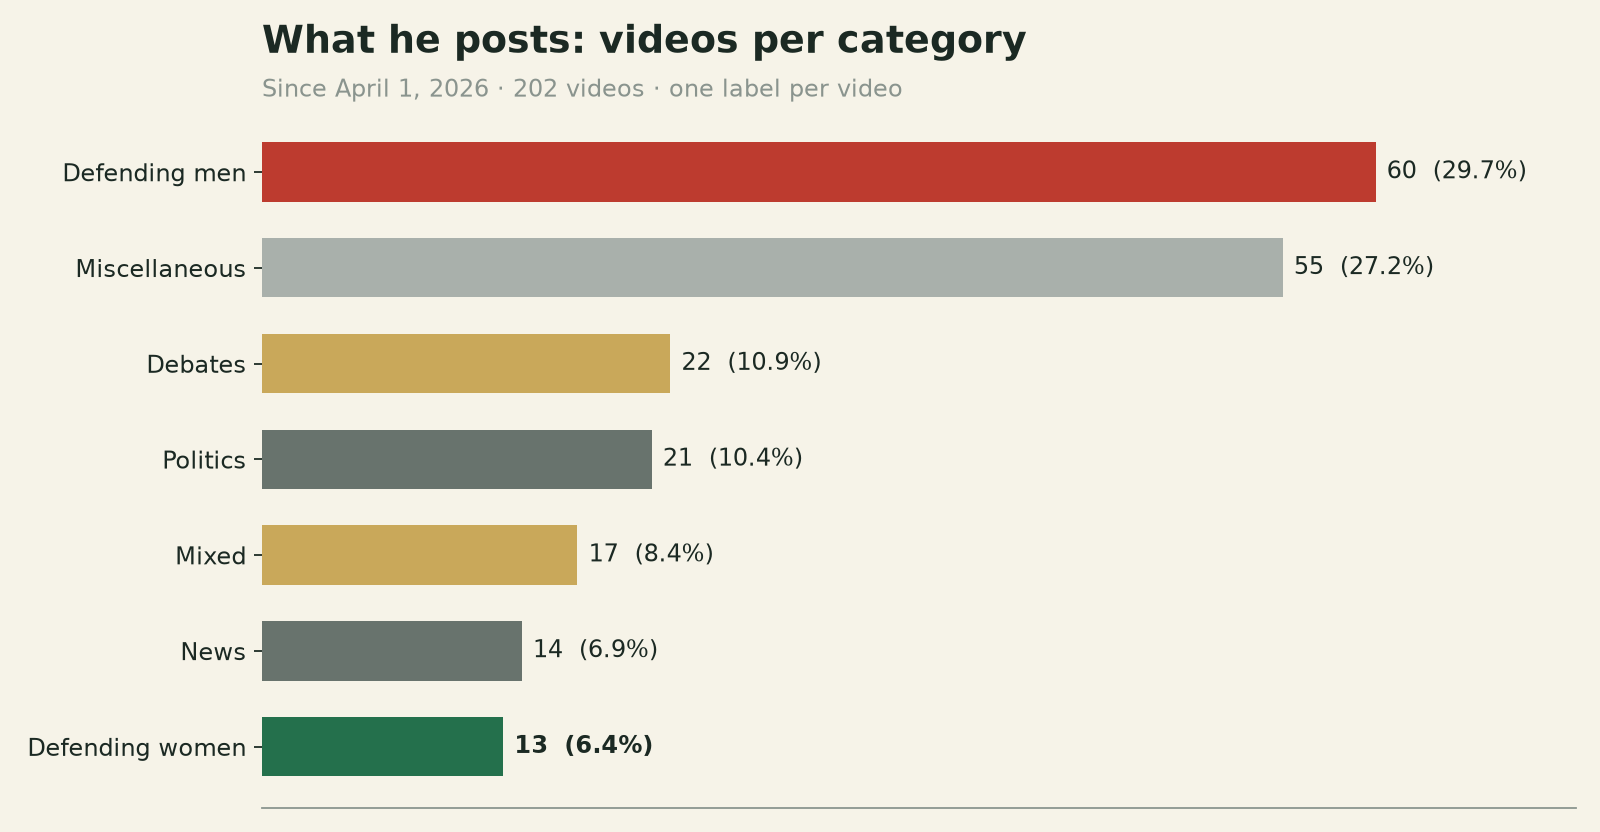 What he posts: videos per category
Since April 1, 2026 · 202 videos · one label per video
Defending men 60 (29.7%)
Miscellaneous 55 (27.2%)
Debates 22 (10.9%)
Politics 21 (10.4%)
Mixed 17 (8.4%)
News 14 (6.9%)
Defending women 13 (6.4%)